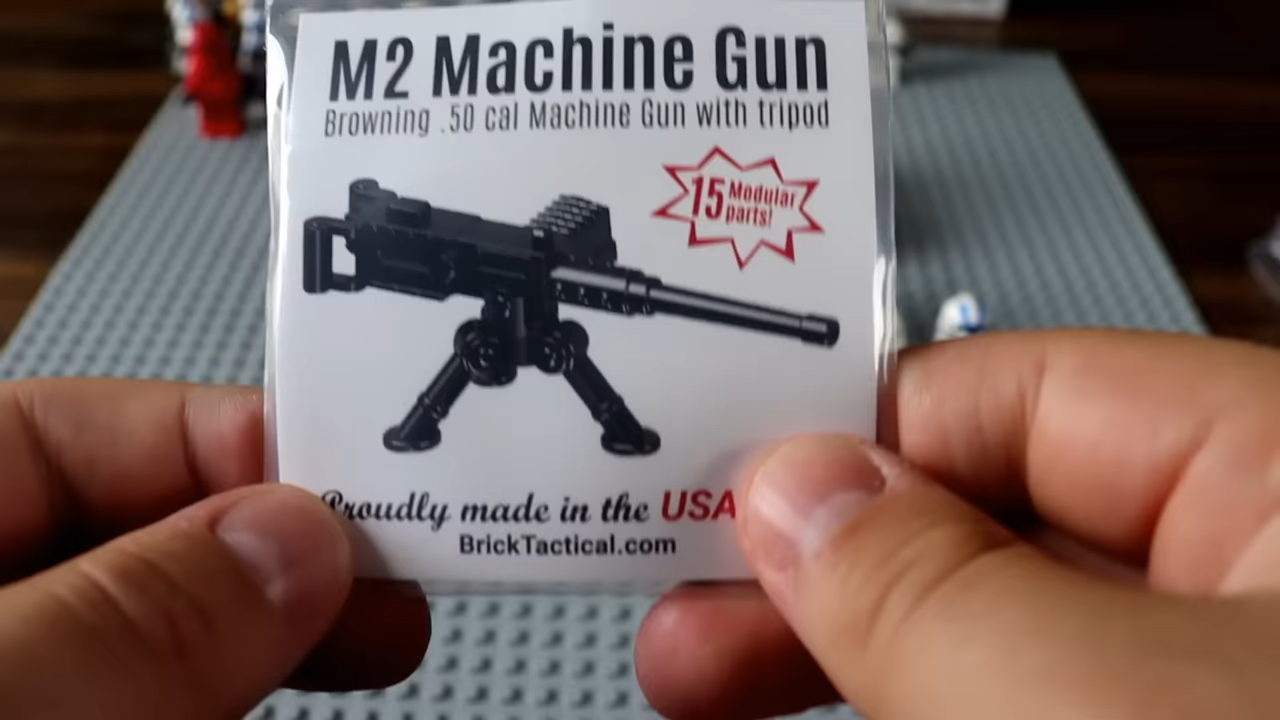 M2 Machine Gun
Browning .50 cal Machine Gun with tripod
15 Modular
parts!
Proudly made in the USA
BrickTactical.com